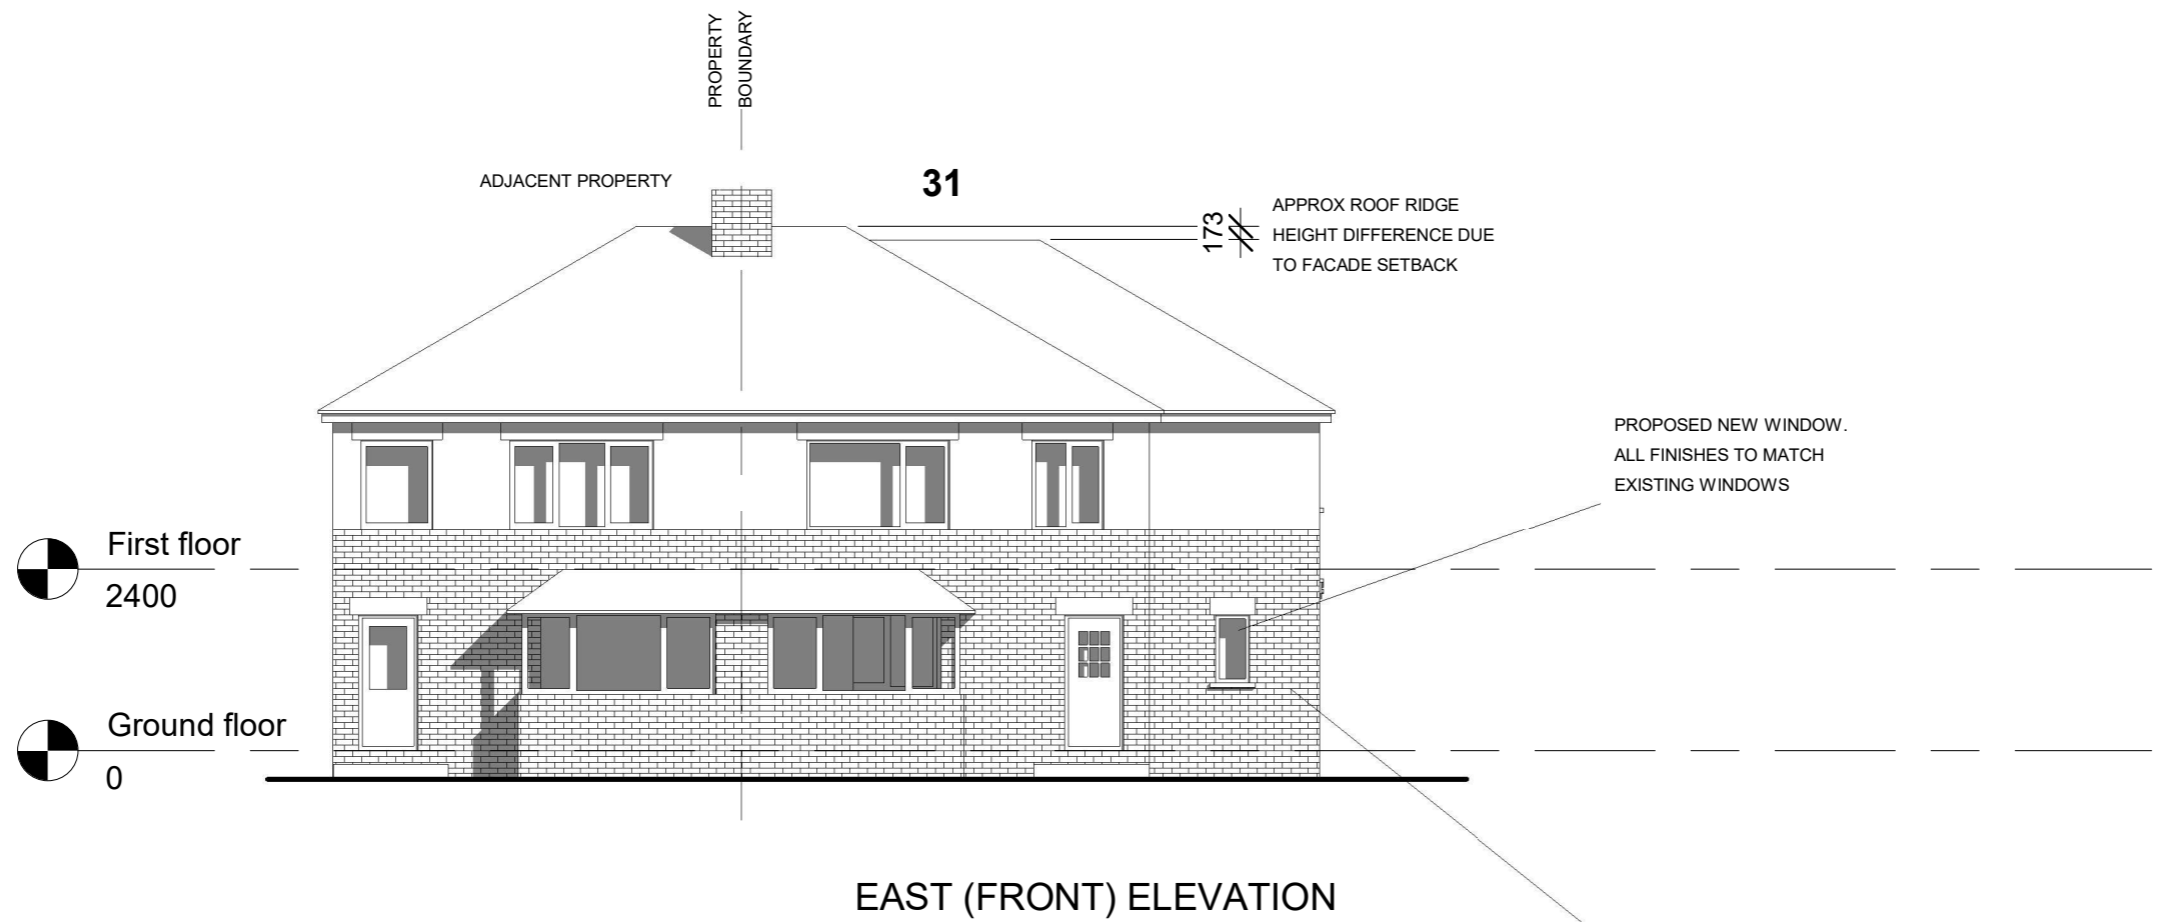 PROPERTY
BOUNDARY
ADJACENT PROPERTY
31
173
APPROX ROOF RIDGE
HEIGHT DIFFERENCE DUE
TO FACADE SETBACK
PROPOSED NEW WINDOW.
ALL FINISHES TO MATCH
EXISTING WINDOWS
First floor
2400
Ground floor
0
EAST (FRONT) ELEVATION